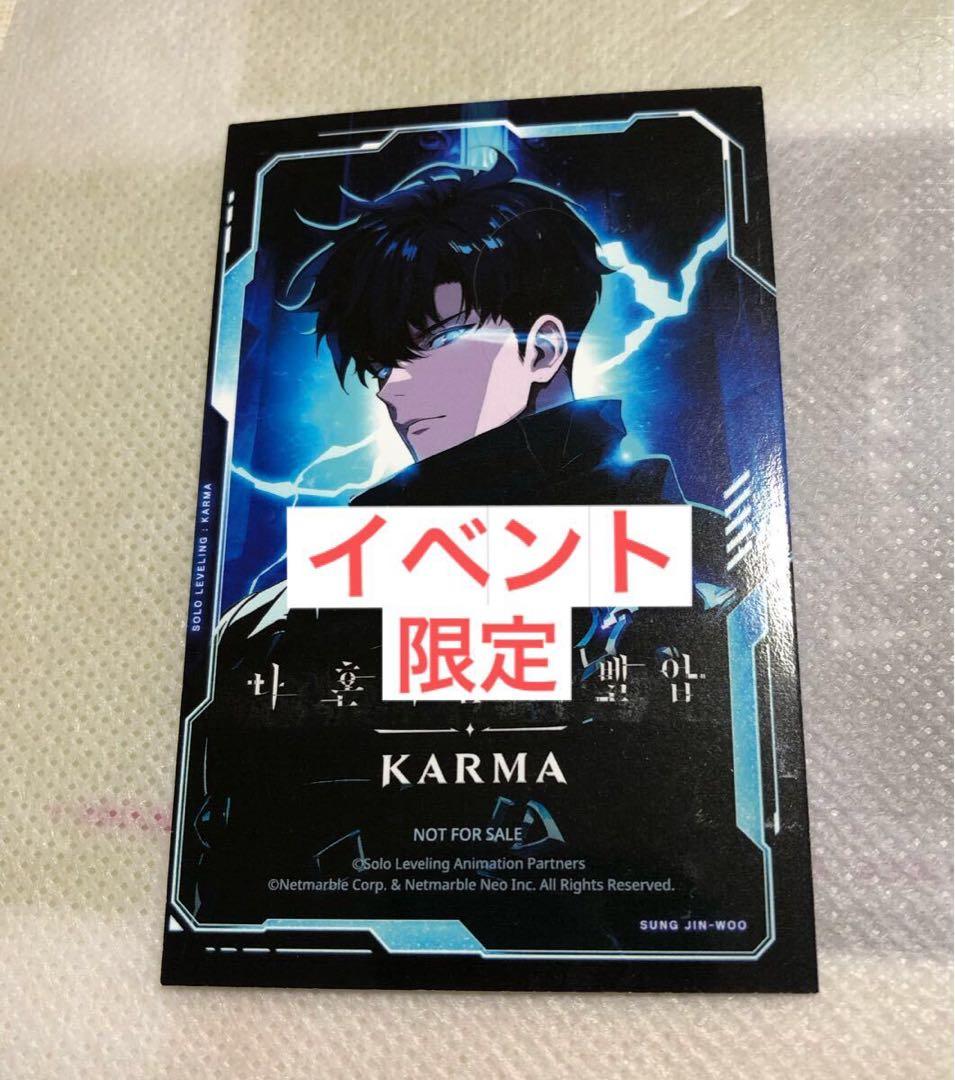 SOLO LEVELING : KARMA
イベント
限定
KARMA
NOT FOR SALE
©Solo Leveling Animation Partners
©Netmarble Corp. & Netmarble Neo Inc. All Rights Reserved.
SUNG JIN-WOO